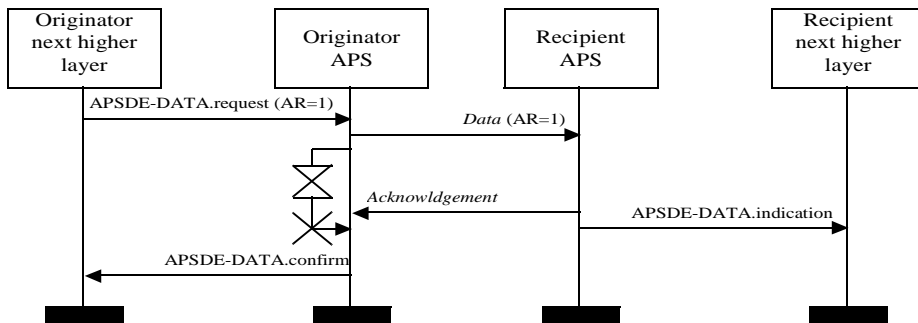 Originator
next higher
layer
Originator
APS
Recipient
APS
Recipient
next higher
layer
APSDE-DATA.request (AR=1)
Data (AR=1)
Acknowldgement
APSDE-DATA.indication
APSDE-DATA.confirm